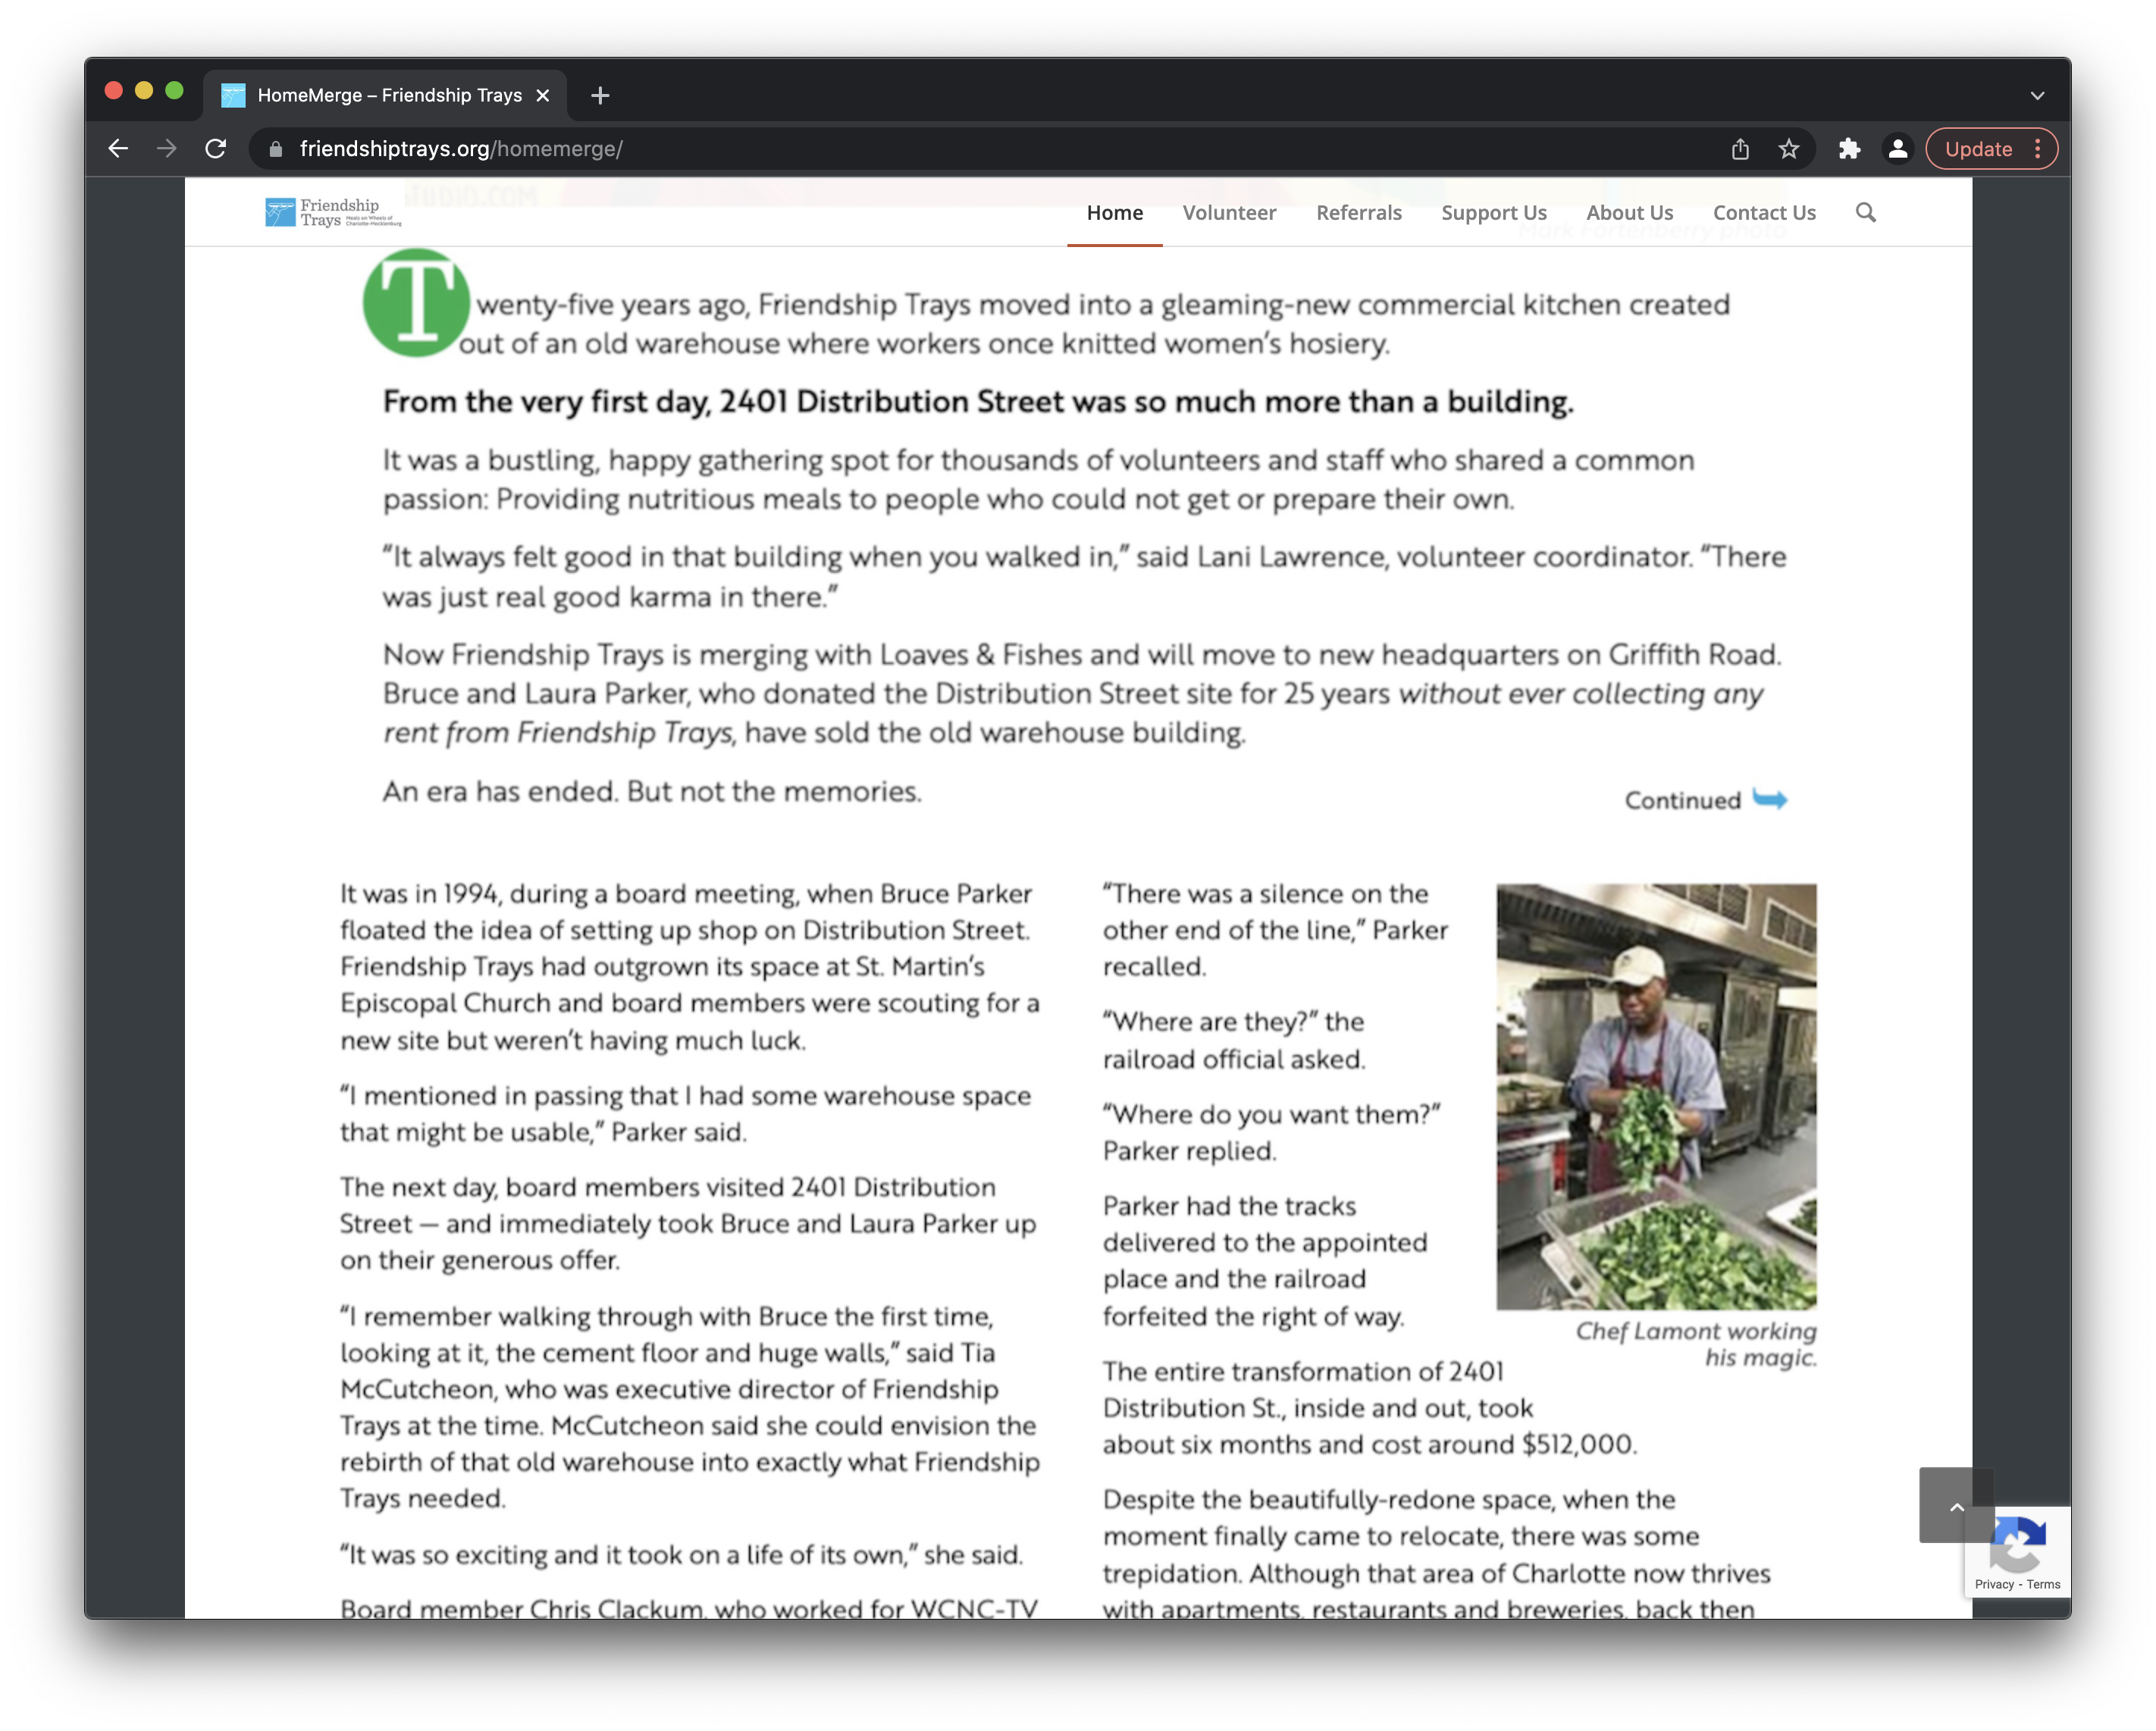 HomeMerge – Friendship Trays
friendshiptrays.org/homemerge/
Update
STUDIO.COM
Friendship
Trays
Meals on Wheels of
Charlotte-Mecklenburg
Home
Volunteer
Referrals
Support Us
About Us
Contact Us
Mark Fortenberry photo
Twenty-five years ago, Friendship Trays moved into a gleaming-new commercial kitchen created
out of an old warehouse where workers once knitted women’s hosiery.
From the very first day, 2401 Distribution Street was so much more than a building.
It was a bustling, happy gathering spot for thousands of volunteers and staff who shared a common
passion: Providing nutritious meals to people who could not get or prepare their own.
“It always felt good in that building when you walked in,” said Lani Lawrence, volunteer coordinator. “There
was just real good karma in there.”
Now Friendship Trays is merging with Loaves & Fishes and will move to new headquarters on Griffith Road.
Bruce and Laura Parker, who donated the Distribution Street site for 25 years without ever collecting any
rent from Friendship Trays, have sold the old warehouse building.
An era has ended. But not the memories.
Continued
It was in 1994, during a board meeting, when Bruce Parker
floated the idea of setting up shop on Distribution Street.
Friendship Trays had outgrown its space at St. Martin’s
Episcopal Church and board members were scouting for a
new site but weren’t having much luck.
“I mentioned in passing that I had some warehouse space
that might be usable,” Parker said.
The next day, board members visited 2401 Distribution
Street — and immediately took Bruce and Laura Parker up
on their generous offer.
“I remember walking through with Bruce the first time,
looking at it, the cement floor and huge walls,” said Tia
McCutcheon, who was executive director of Friendship
Trays at the time. McCutcheon said she could envision the
rebirth of that old warehouse into exactly what Friendship
Trays needed.
“It was so exciting and it took on a life of its own,” she said.
Board member Chris Clackum, who worked for WCNC-TV
“There was a silence on the
other end of the line,” Parker
recalled.
“Where are they?” the
railroad official asked.
“Where do you want them?”
Parker replied.
Parker had the tracks
delivered to the appointed
place and the railroad
forfeited the right of way.
The entire transformation of 2401
Distribution St., inside and out, took
about six months and cost around $512,000.
Despite the beautifully-redone space, when the
moment finally came to relocate, there was some
trepidation. Although that area of Charlotte now thrives
with apartments, restaurants and breweries, back then
Chef Lamont working
his magic.
Privacy - Terms